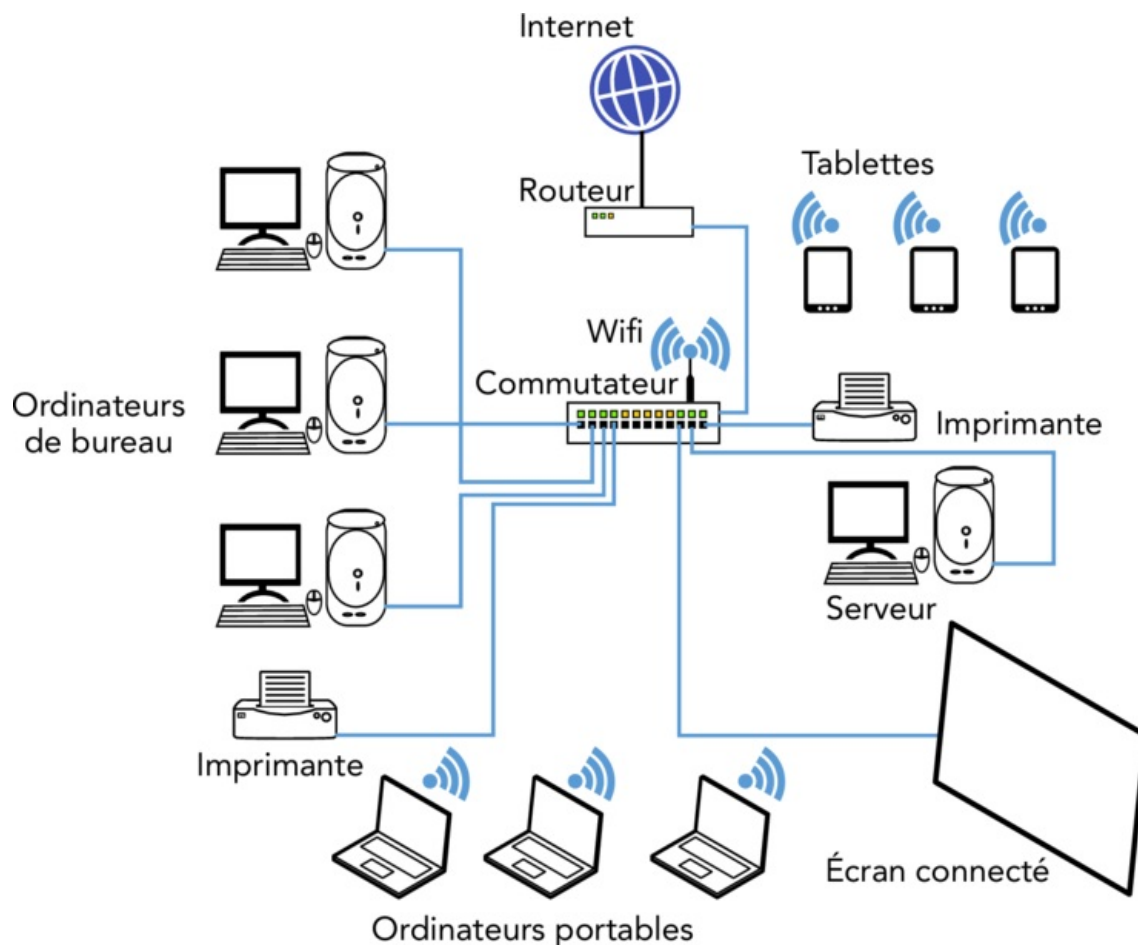 Internet
Routeur
Tablettes
Wifi
Commutateur
Ordinateurs
de bureau
Imprimante
Serveur
Imprimante
Écran connecté
Ordinateurs portables